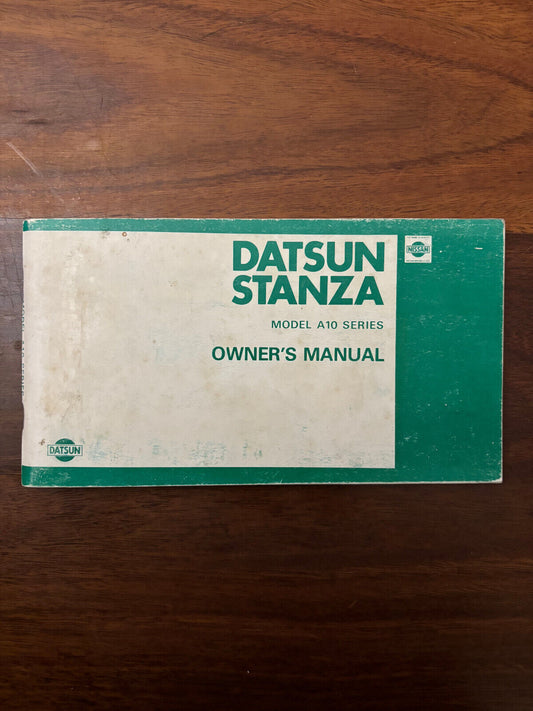 DATSUN
STANZA
MODEL A10 SERIES
OWNER'S MANUAL
NISSAN
DATSUN